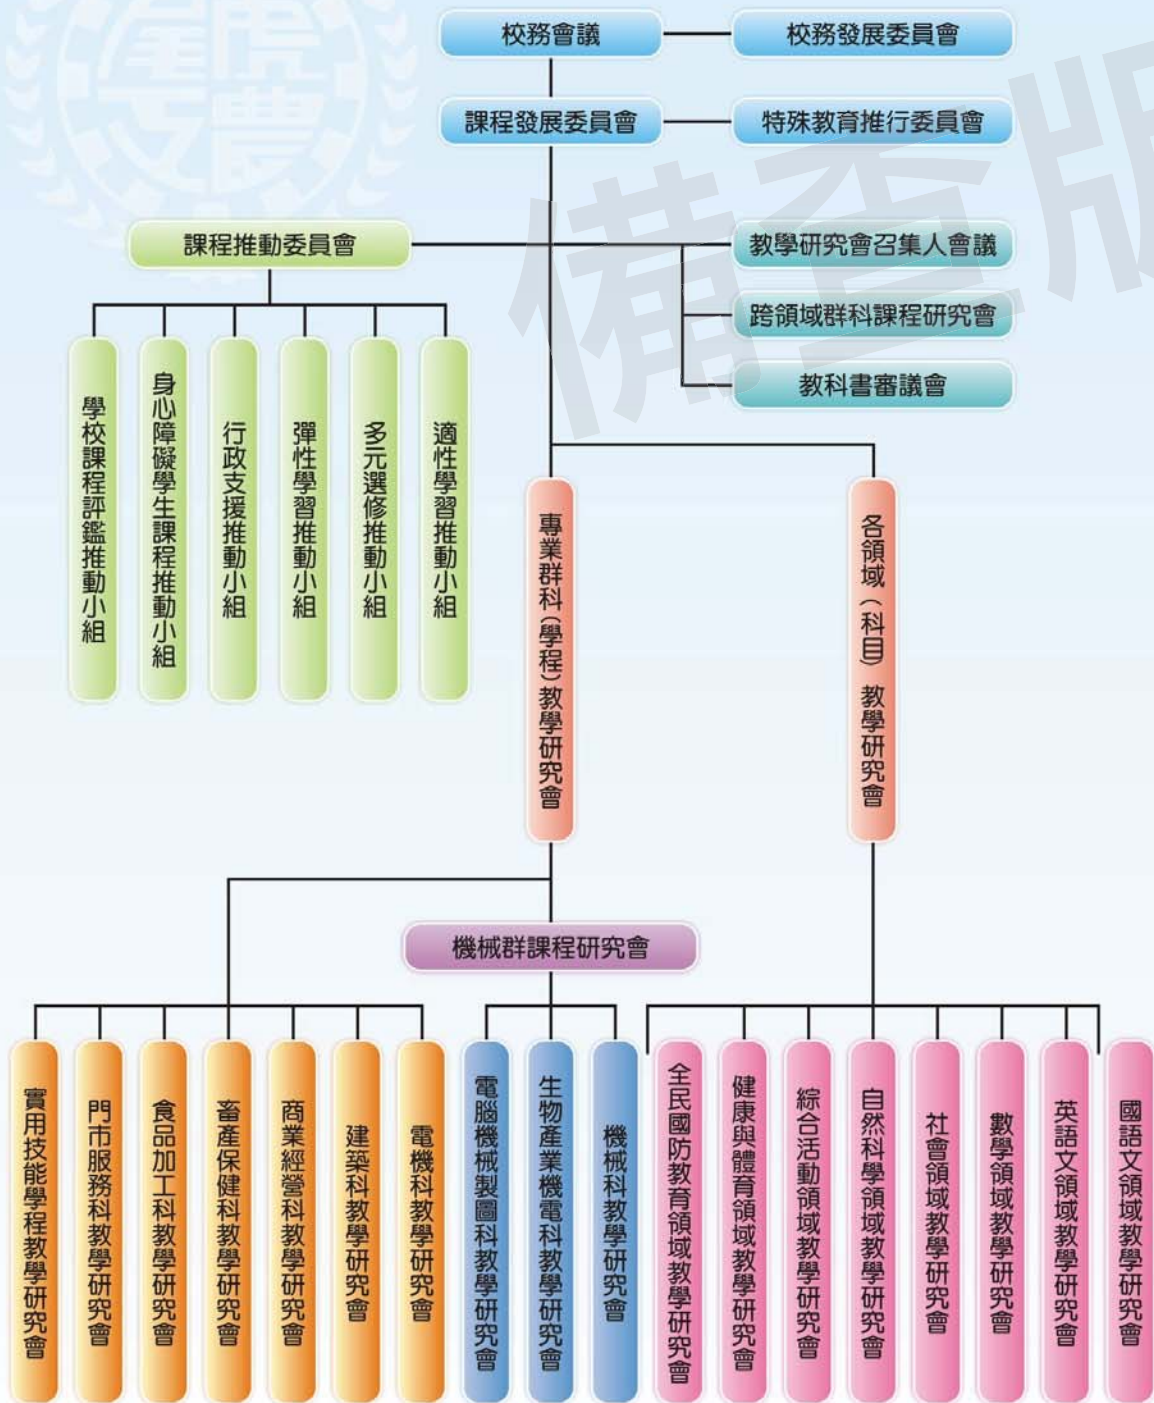 校務會議
校務發展委員會
課程發展委員會
特殊教育推行委員會
課程推動委員會
教學研究會召集人會議
跨領域群科課程研究會
教科書審議會
學校課程評鑑推動小組
身心障礙學生課程推動小組
行政支援推動小組
彈性學習推動小組
多元選修推動小組
適性學習推動小組
專業群科(學程)教學研究會
各領域(科目)教學研究會
機械群課程研究會
實用技能學程教學研究會
門市服務科教學研究會
食品加工科教學研究會
畜產保健科教學研究會
商業經營科教學研究會
建築科教學研究會
電機科教學研究會
電腦機械製圖科教學研究會
生物產業機電科教學研究會
機械科教學研究會
全民國防教育領域教學研究會
健康與體育領域教學研究會
綜合活動領域教學研究會
自然科學領域教學研究會
社會領域教學研究會
數學領域教學研究會
英語文領域教學研究會
國語文領域教學研究會
備查版